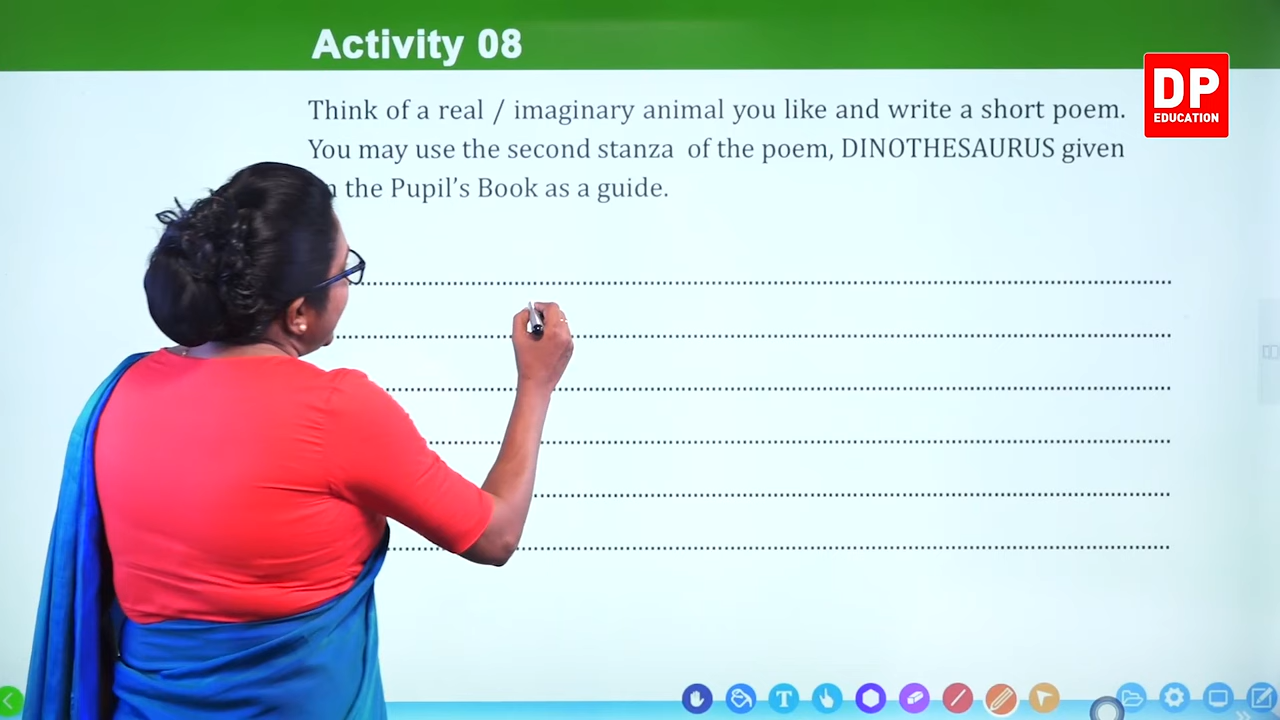 Activity 08
DP
EDUCATION
Think of a real / imaginary animal you like and write a short poem.
You may use the second stanza of the poem, DINOTHESAURUS given
the Pupil's Book as a guide.
T